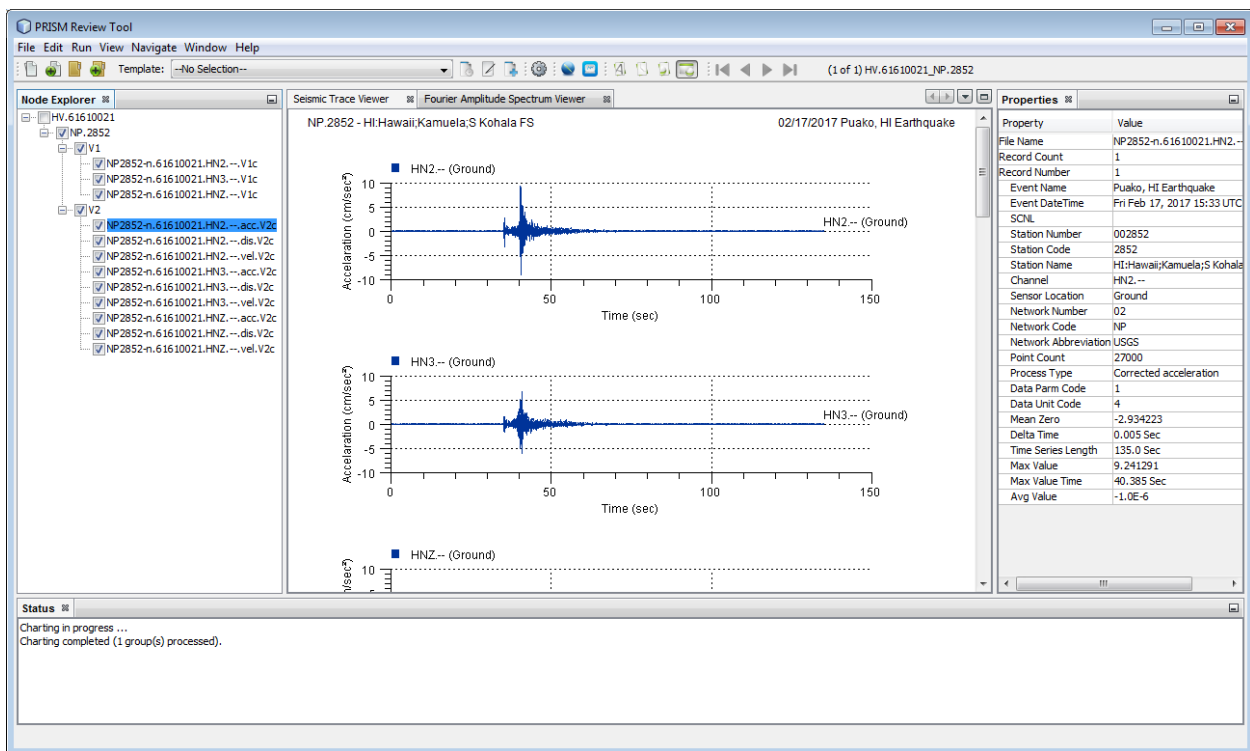 PRISM Review Tool
File Edit Run View Navigate Window Help
Template: --No Selection-- (1 of 1) HV.61610021_NP.2852
Node Explorer
HV.61610021
NP.2852
V1
NP2852-n.61610021.HN2.--.V1c
NP2852-n.61610021.HN3.--.V1c
NP2852-n.61610021.HNZ.--.V1c
V2
NP2852-n.61610021.HN2.--.acc.V2c
NP2852-n.61610021.HN2.--.dis.V2c
NP2852-n.61610021.HN2.--.vel.V2c
NP2852-n.61610021.HN3.--.acc.V2c
NP2852-n.61610021.HN3.--.dis.V2c
NP2852-n.61610021.HN3.--.vel.V2c
NP2852-n.61610021.HNZ.--.acc.V2c
NP2852-n.61610021.HNZ.--.dis.V2c
NP2852-n.61610021.HNZ.--.vel.V2c
Seismic Trace Viewer Fourier Amplitude Spectrum Viewer
NP.2852 - HI:Hawaii;Kamuela;S Kohala FS 02/17/2017 Puako, HI Earthquake
HN2.-- (Ground)
Accelaration (cm/sec²)
10
5
0
-5
-10
HN2.-- (Ground)
0 50 100 150
Time (sec)
HN3.-- (Ground)
Accelaration (cm/sec²)
10
5
0
-5
-10
HN3.-- (Ground)
0 50 100 150
Time (sec)
HNZ.-- (Ground)
10
Properties
Property Value
File Name NP2852-n.61610021.HN2.--
Record Count 1
Record Number 1
Event Name Puako, HI Earthquake
Event DateTime Fri Feb 17, 2017 15:33 UTC
SCNL
Station Number 002852
Station Code 2852
Station Name HI:Hawaii;Kamuela;S Kohala
Channel HN2.--
Sensor Location Ground
Network Number 02
Network Code NP
Network Abbreviation USGS
Point Count 27000
Process Type Corrected acceleration
Data Parm Code 1
Data Unit Code 4
Mean Zero -2.934223
Delta Time 0.005 Sec
Time Series Length 135.0 Sec
Max Value 9.241291
Max Value Time 40.385 Sec
Avg Value -1.0E-6
Status
Charting in progress ...
Charting completed (1 group(s) processed).